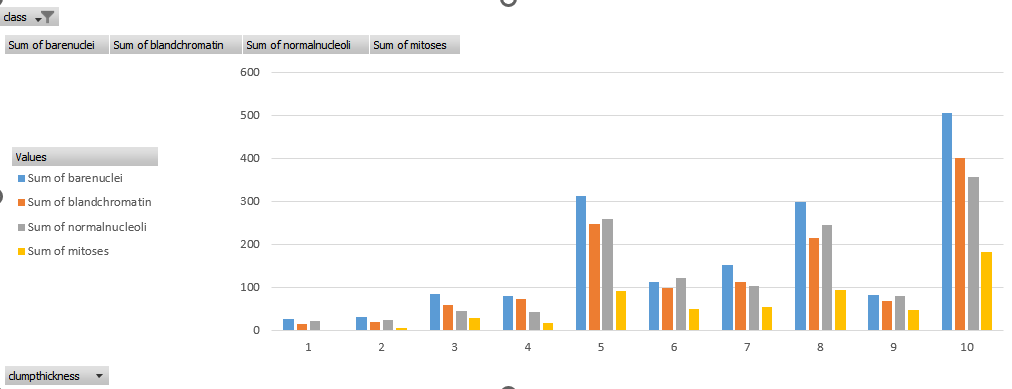 class
Sum of barenuclei Sum of blandchromatin Sum of normalnucleoli Sum of mitoses
600
500
400
300
200
100
0
Values
Sum of barenuclei
Sum of blandchromatin
Sum of normalnucleoli
Sum of mitoses
1 2 3 4 5 6 7 8 9 10
clumpthickness